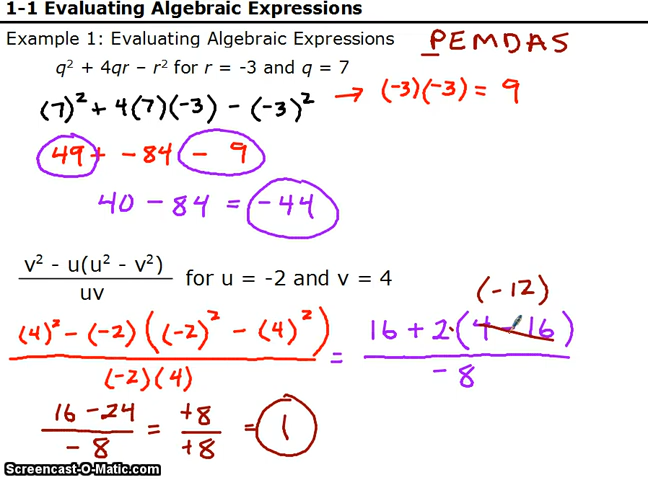 1-1 Evaluating Algebraic Expressions
Example 1: Evaluating Algebraic Expressions
PEMDAS
q² + 4qr – r² for r = -3 and q = 7
(7)² + 4(7)(-3) – (-3)² → (-3)(-3) = 9
49 + -84 – 9
40 – 84 = -44
(v² - u(u² - v²))/(uv) for u = -2 and v = 4
(-12)
((4)² – (-2)((-2)² – (4)²))/((-2)(4)) = (16 + 2·(4 - 16))/(-8)
(16 - 24)/(-8) = (+8)/(+8) = 1
Screencast-O-Matic.com